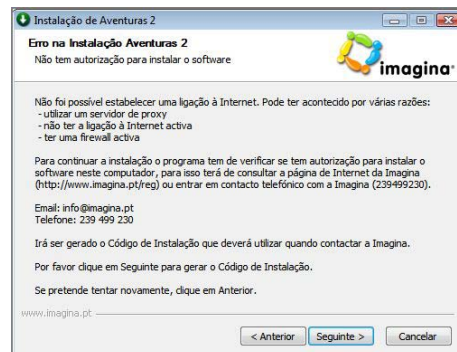 Instalação de Aventuras 2
Erro na Instalação Aventuras 2
Não tem autorização para instalar o software
imagina
Não foi possível estabelecer uma ligação à Internet. Pode ter acontecido por várias razões:
- utilizar um servidor de proxy
- não ter a ligação à Internet activa
- ter uma firewall activa
Para continuar a instalação o programa tem de verificar se tem autorização para instalar o
software neste computador, para isso terá de consultar a página de Internet da Imagina
(http://www.imagina.pt/reg) ou entrar em contacto telefónico com a Imagina (239499230).
Email: info@imagina.pt
Telefone: 239 499 230
Irá ser gerado o Código de Instalação que deverá utilizar quando contactar a Imagina.
Por favor clique em Seguinte para gerar o Código de Instalação.
Se pretende tentar novamente, clique em Anterior.
www.imagina.pt
< Anterior Seguinte > Cancelar